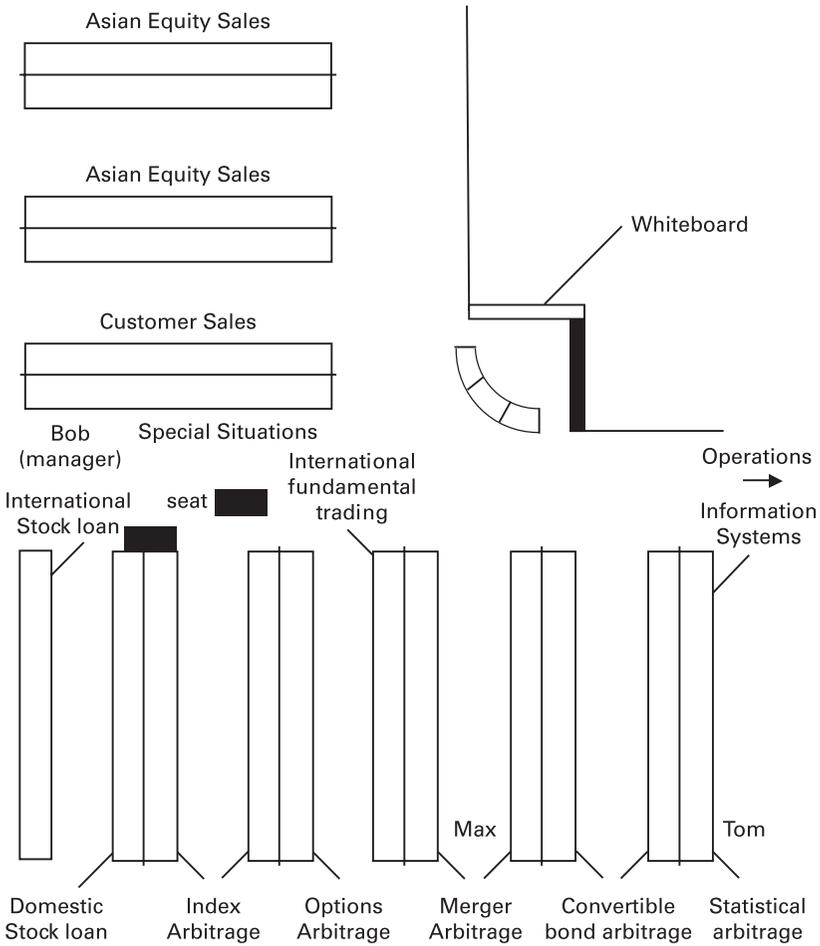 Asian Equity Sales
Asian Equity Sales
Whiteboard
Customer Sales
Bob
(manager)
Special Situations
International
fundamental
trading
Operations
International
Stock loan
seat
Information
Systems
Max
Tom
Domestic
Stock loan
Index
Arbitrage
Options
Arbitrage
Merger
Arbitrage
Convertible
bond arbitrage
Statistical
arbitrage